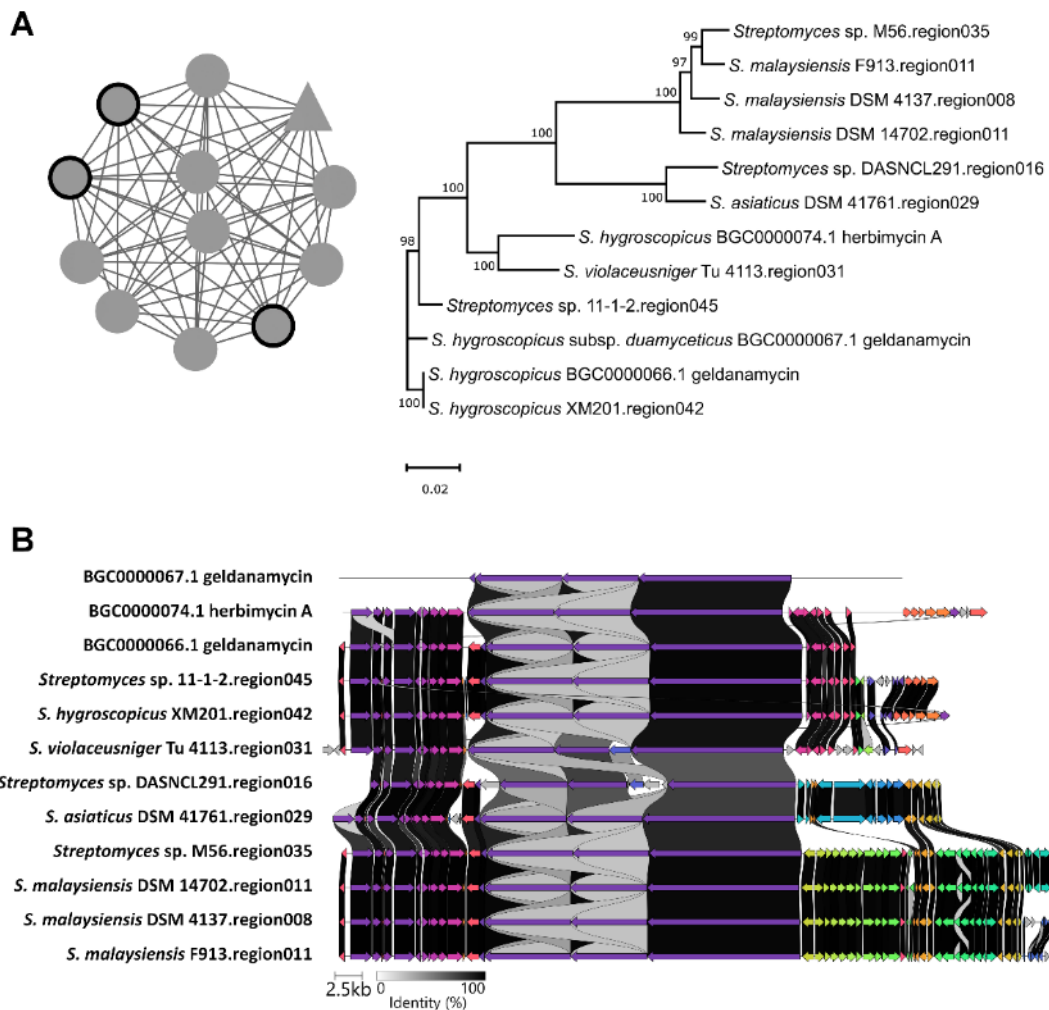 A
99
Streptomyces sp. M56.region035
97
S. malaysiensis F913.region011
100
S. malaysiensis DSM 4137.region008
S. malaysiensis DSM 14702.region011
100
Streptomyces sp. DASNCL291.region016
100
S. asiaticus DSM 41761.region029
100
S. hygroscopicus BGC0000074.1 herbimycin A
100
S. violaceusniger Tu 4113.region031
98
Streptomyces sp. 11-1-2.region045
S. hygroscopicus subsp. duamyceticus BGC0000067.1 geldanamycin
S. hygroscopicus BGC0000066.1 geldanamycin
100
S. hygroscopicus XM201.region042
0.02
B
BGC0000067.1 geldanamycin
BGC0000074.1 herbimycin A
BGC0000066.1 geldanamycin
Streptomyces sp. 11-1-2.region045
S. hygroscopicus XM201.region042
S. violaceusniger Tu 4113.region031
Streptomyces sp. DASNCL291.region016
S. asiaticus DSM 41761.region029
Streptomyces sp. M56.region035
S. malaysiensis DSM 14702.region011
S. malaysiensis DSM 4137.region008
S. malaysiensis F913.region011
2.5kb
0 100
Identity (%)